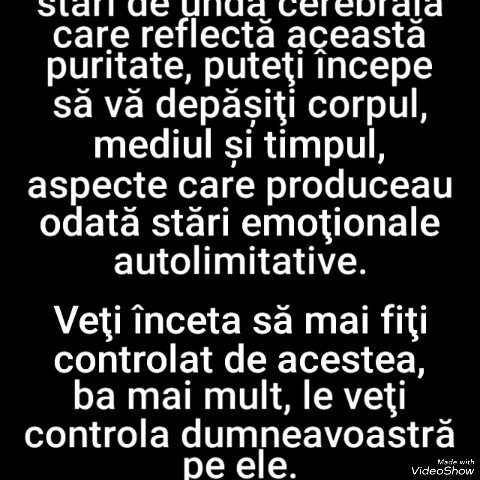 stări de undă cerebrală
care reflectă această
puritate, puteţi începe
să vă depășiţi corpul,
mediul și timpul,
aspecte care produceau
odată stări emoţionale
autolimitative.
Veţi înceta să mai fiţi
controlat de acestea,
ba mai mult, le veţi
controla dumneavoastră
pe ele.
Made with
VideoShow